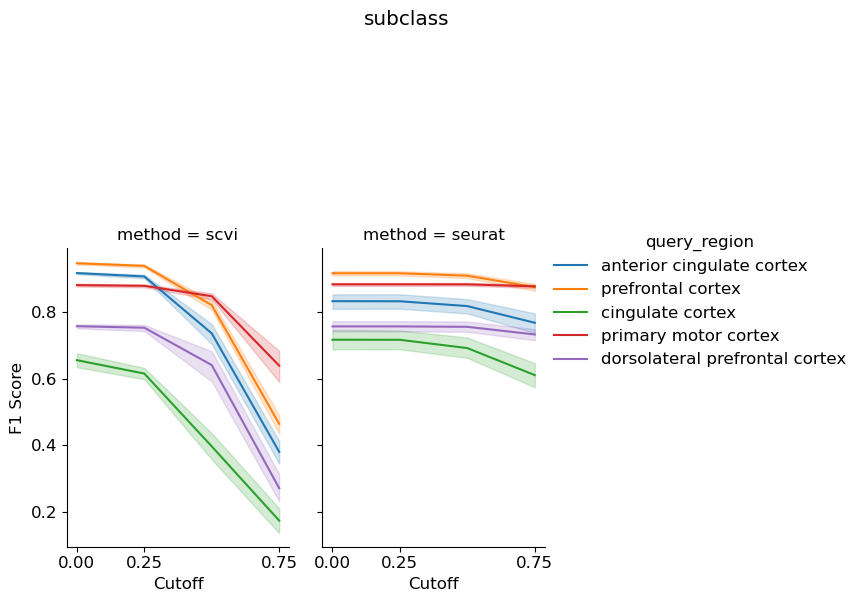 subclass
method = scvi
method = seurat
query_region
anterior cingulate cortex
prefrontal cortex
cingulate cortex
primary motor cortex
dorsolateral prefrontal cortex
F1 Score
0.8
0.6
0.4
0.2
0.00 0.25 0.75
0.00 0.25 0.75
Cutoff
Cutoff